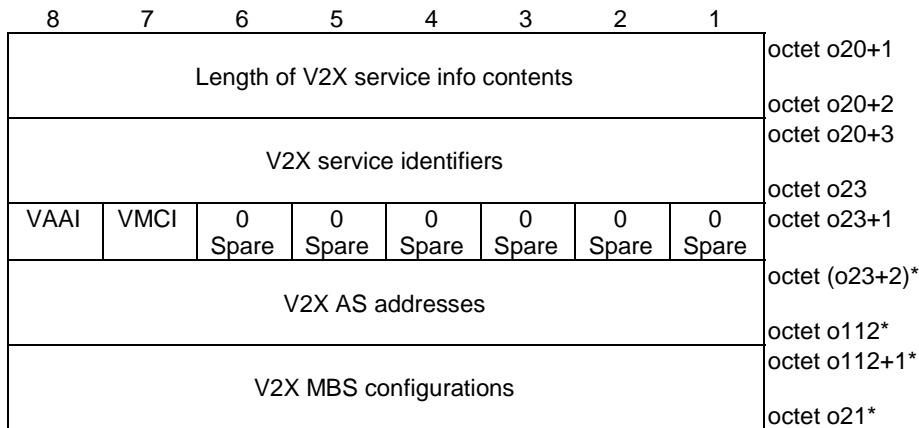 8 7 6 5 4 3 2 1
octet o20+1
Length of V2X service info contents
octet o20+2
octet o20+3
V2X service identifiers
octet o23
VAAI VMCI 0 0 0 0 0 0 octet o23+1
Spare Spare Spare Spare Spare Spare
octet (o23+2)*
V2X AS addresses
octet o112*
octet o112+1*
V2X MBS configurations
octet o21*